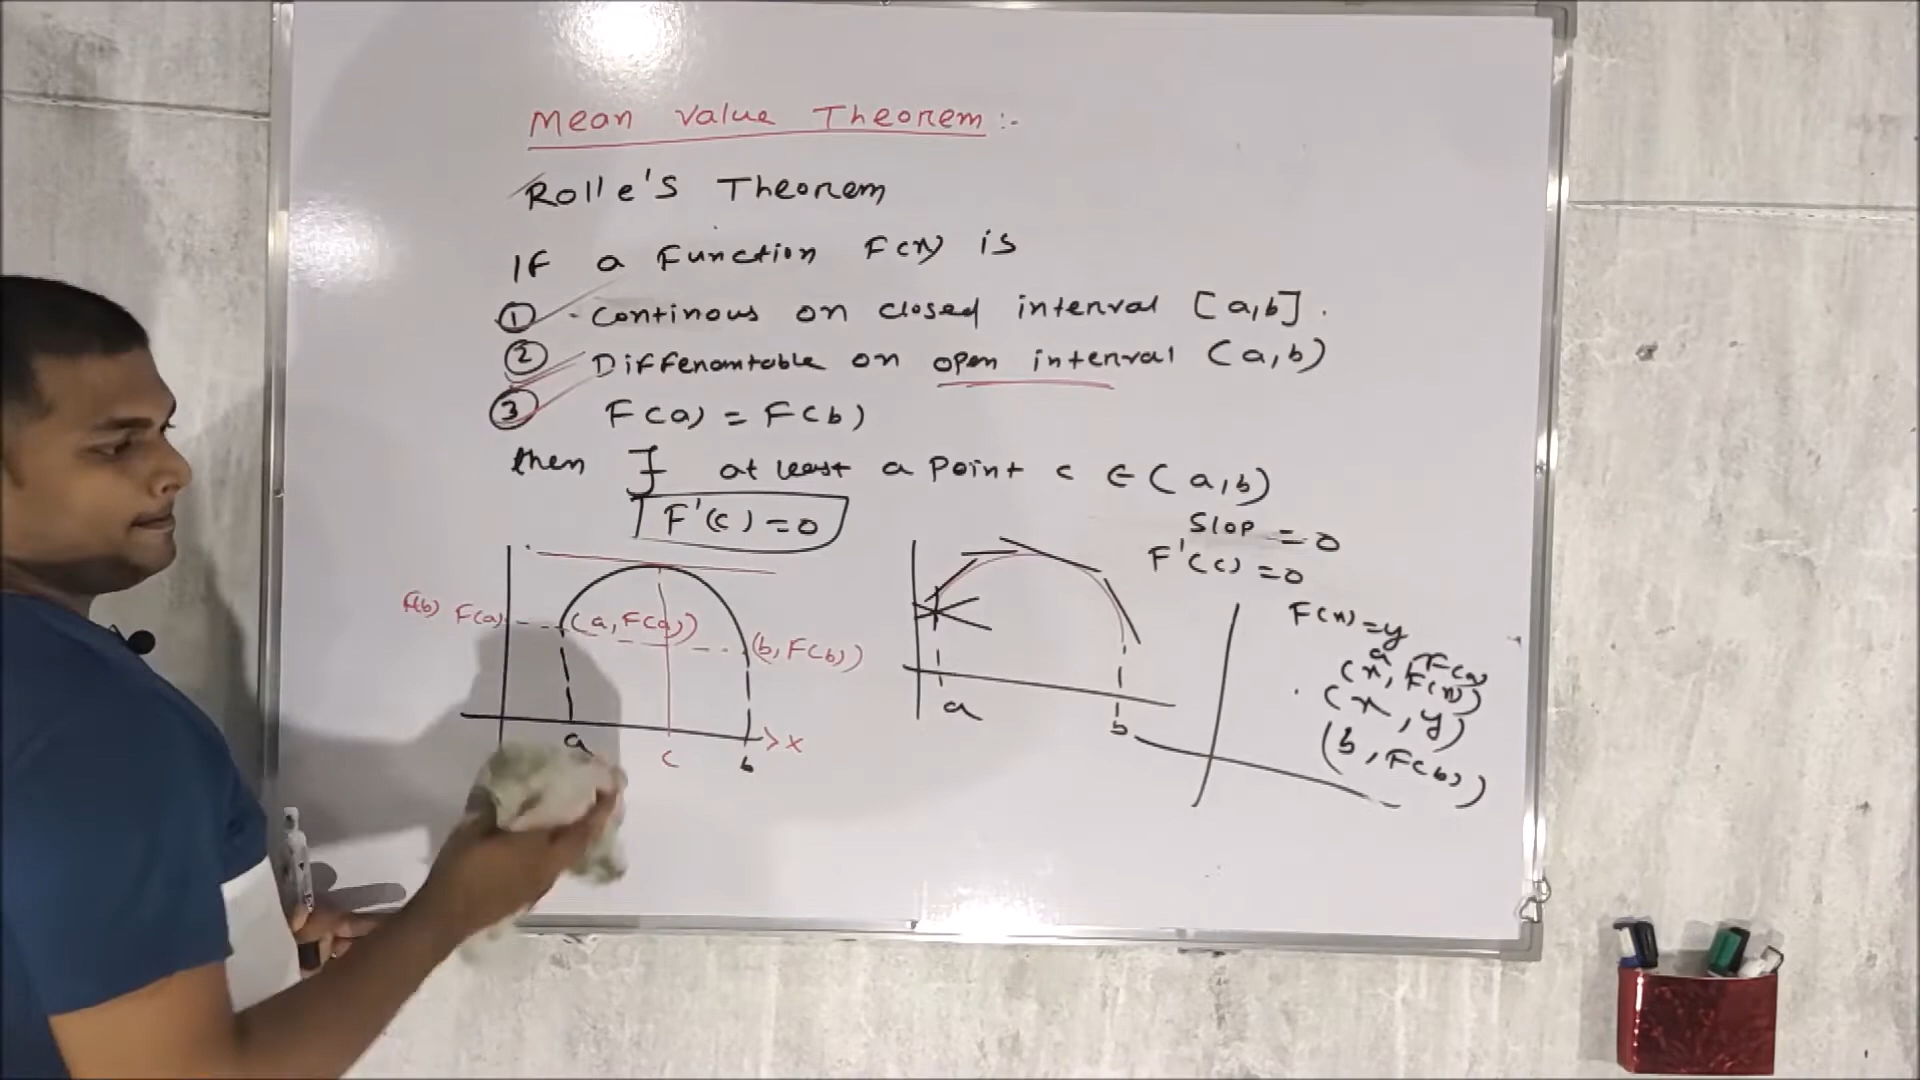 Mean Value Theorem :-
Rolle's Theorem
If a Function F(x) is
① Continous on closed interval [a,b].
② Differentable on open interval (a,b)
③ F(a) = F(b)
then ∃ at least a Point c ∈ (a,b)
F'(c) = 0
Slop = 0
F'(c) = 0
F(b) F(a) (a, F(a)) (b, F(b))
a c b x
a b
F(x) = y
(x, F(x))
a F(a)
(x, y)
(b, F(b))